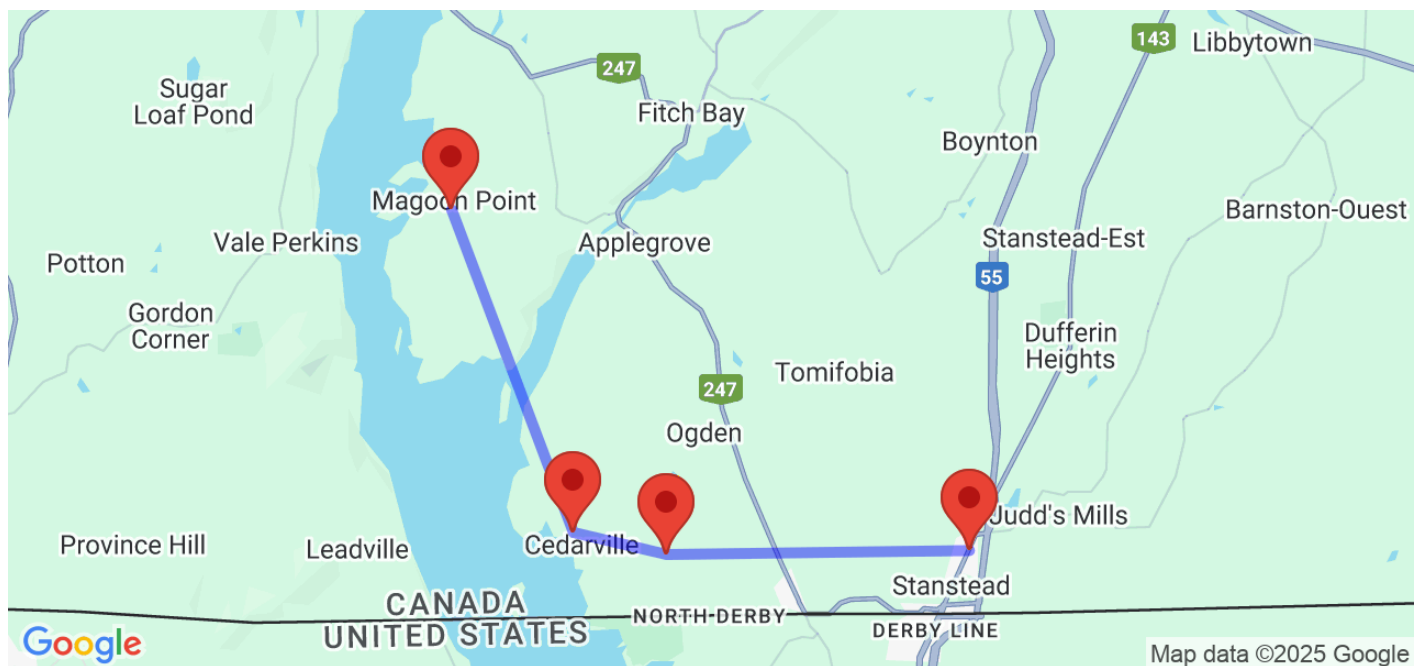 143
Libbytown
247
Sugar
Loaf Pond
Fitch Bay
Boynton
Magoon Point
Barnston-Ouest
Vale Perkins
Applegrove
Stanstead-Est
Potton
55
Gordon
Corner
Dufferin
Heights
Tomifobia
247
Ogden
Judd's Mills
Province Hill
Leadville
Cedarville
Stanstead
CANADA
UNITED STATES
NORTH-DERBY
DERBY LINE
Google
Map data ©2025 Google